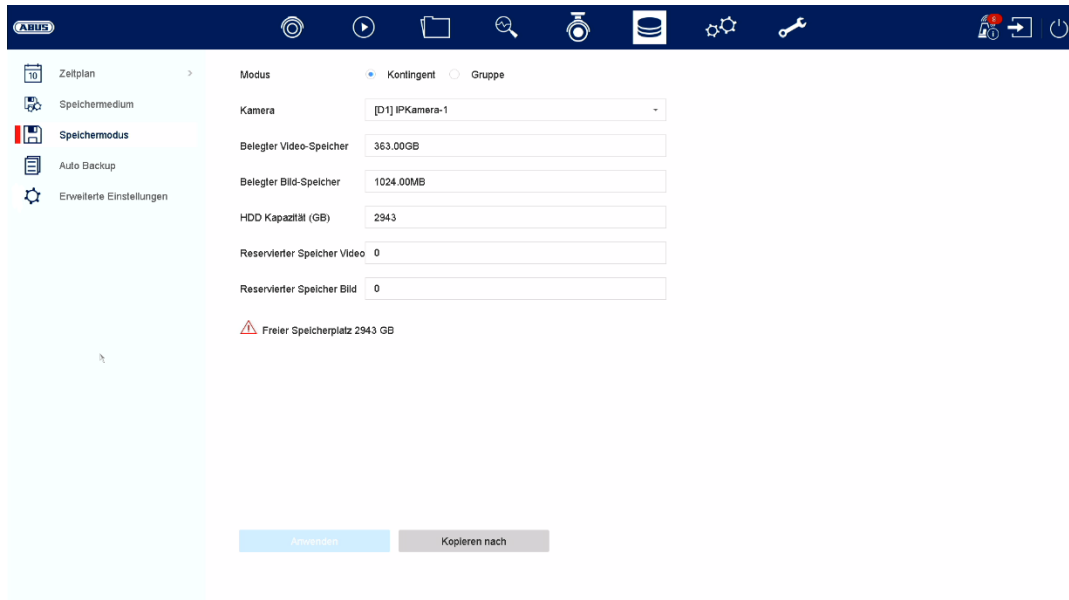 ABUS
8
10
Zeitplan
Speichermedium
Speichermodus
Auto Backup
Erweiterte Einstellungen
Modus Kontingent Gruppe
Kamera [D1] IPKamera-1
Belegter Video-Speicher 363.00GB
Belegter Bild-Speicher 1024.00MB
HDD Kapazität (GB) 2943
Reservierter Speicher Video 0
Reservierter Speicher Bild 0
Freier Speicherplatz 2943 GB
Anwenden Kopieren nach